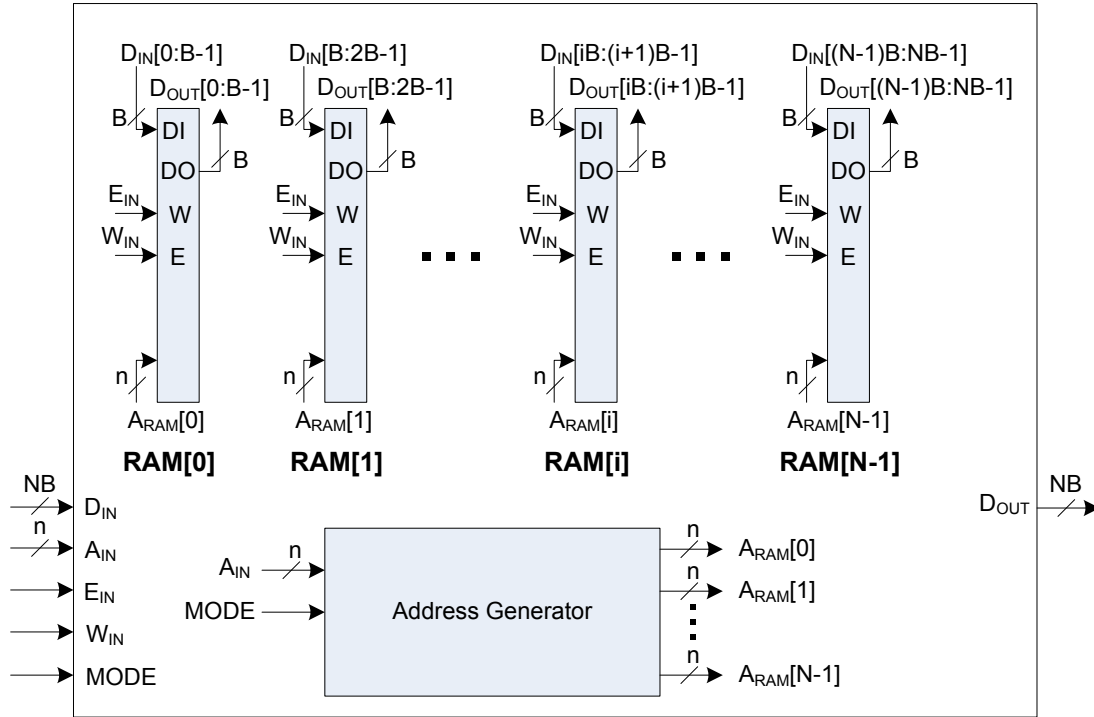 D_IN[0:B-1] D_IN[B:2B-1] D_IN[iB:(i+1)B-1] D_IN[(N-1)B:NB-1]
D_OUT[0:B-1] D_OUT[B:2B-1] D_OUT[iB:(i+1)B-1] D_OUT[(N-1)B:NB-1]
B DI B DI B DI B DI
DO B DO B DO B DO B
E_IN W E_IN W E_IN W E_IN W
W_IN E W_IN E W_IN E W_IN E
n n n n
A_RAM[0] A_RAM[1] A_RAM[i] A_RAM[N-1]
RAM[0] RAM[1] RAM[i] RAM[N-1]
NB
D_IN
n
A_IN
E_IN
W_IN
MODE
A_IN n
MODE
Address Generator
n A_RAM[0]
n A_RAM[1]
n A_RAM[N-1]
D_OUT NB